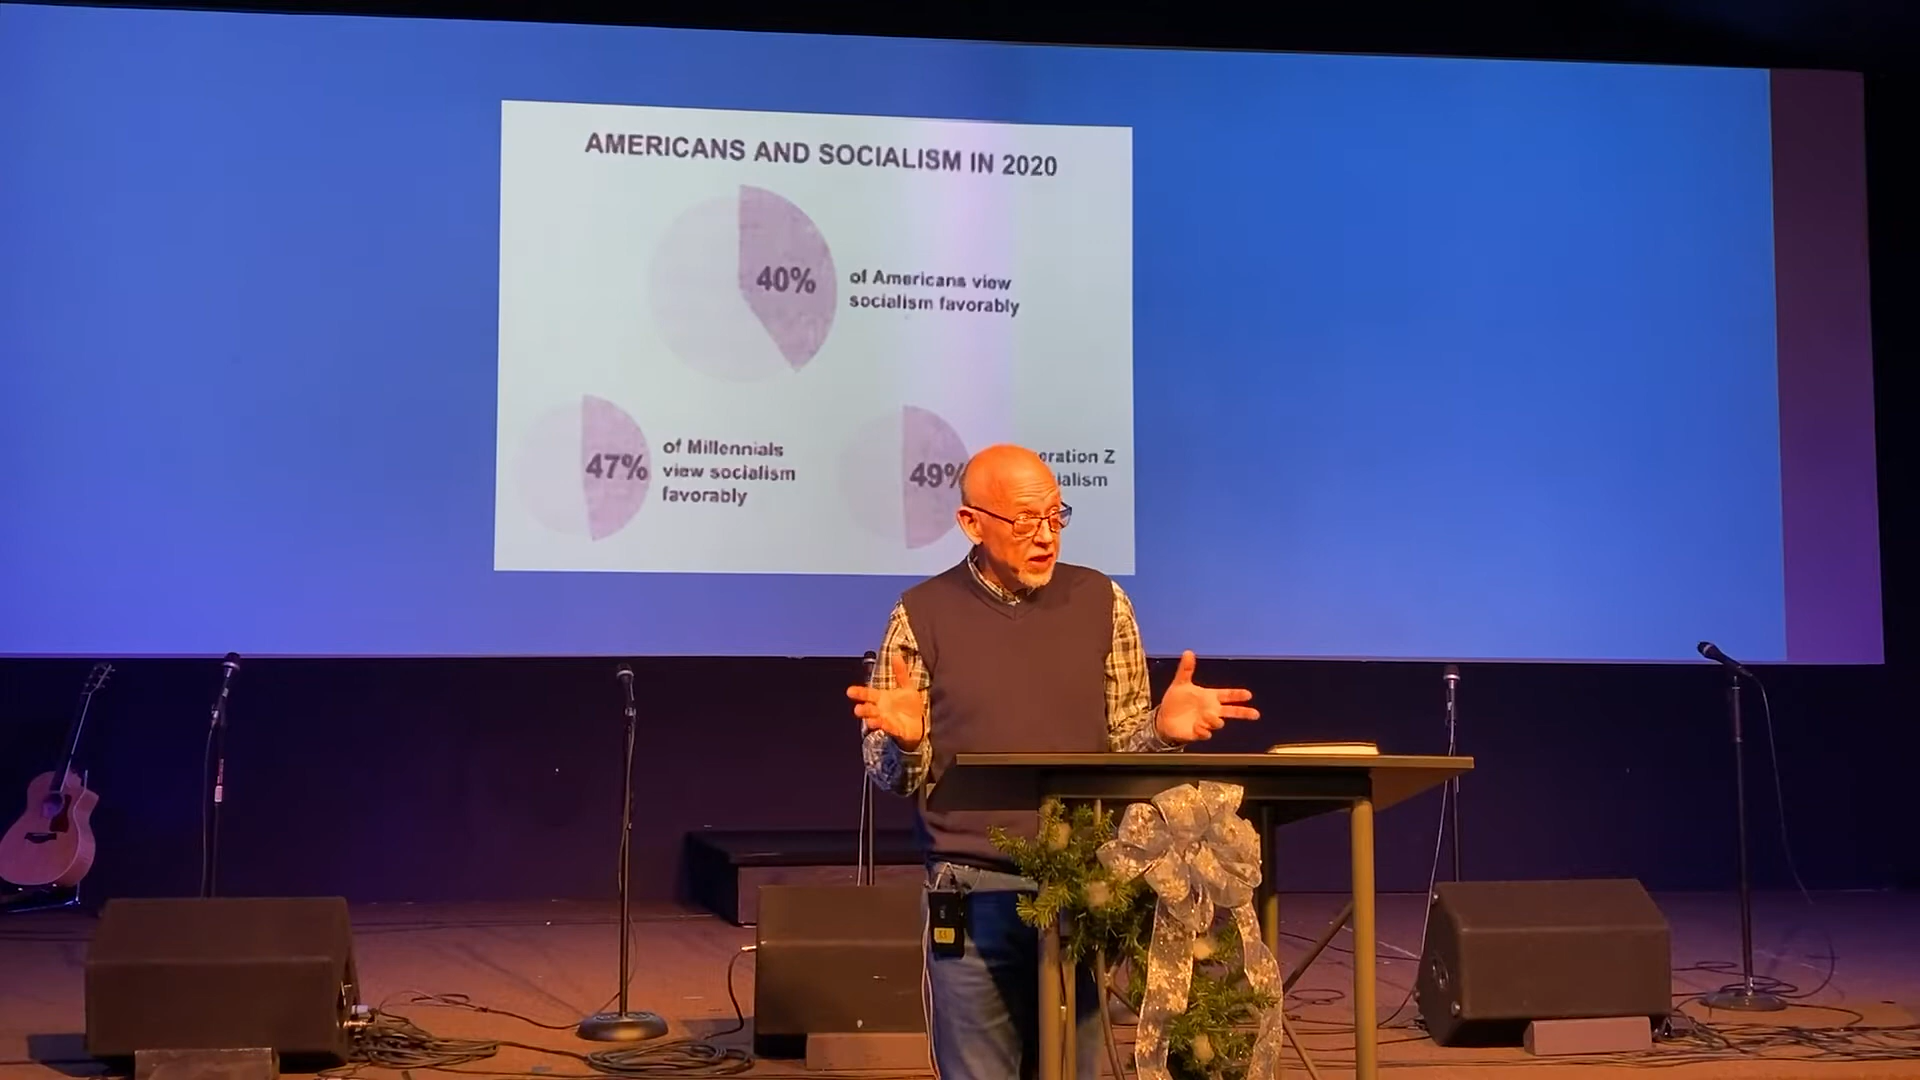 AMERICANS AND SOCIALISM IN 2020
40%
of Americans view
socialism favorably
47%
of Millennials
view socialism
favorably
49%
eration Z
ialism